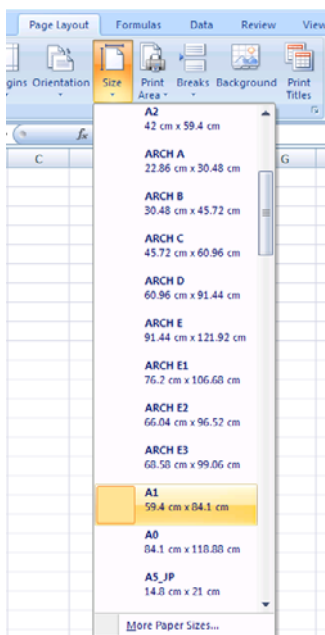 Page Layout Formulas Data Review View
gins Orientation Size Print Area Breaks Background Print Titles
fx
C G
A2
42 cm x 59.4 cm
ARCH A
22.86 cm x 30.48 cm
ARCH B
30.48 cm x 45.72 cm
ARCH C
45.72 cm x 60.96 cm
ARCH D
60.96 cm x 91.44 cm
ARCH E
91.44 cm x 121.92 cm
ARCH E1
76.2 cm x 106.68 cm
ARCH E2
66.04 cm x 96.52 cm
ARCH E3
68.58 cm x 99.06 cm
A1
59.4 cm x 84.1 cm
A0
84.1 cm x 118.88 cm
A5_JP
14.8 cm x 21 cm
More Paper Sizes...